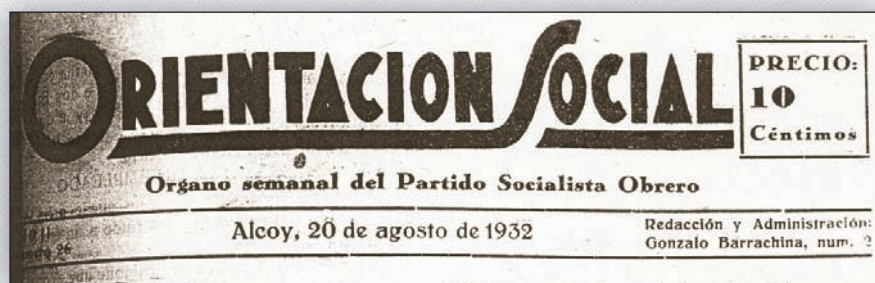 ORIENTACION SOCIAL
PRECIO:
10
Céntimos
Organo semanal del Partido Socialista Obrero
Alcoy, 20 de agosto de 1932
Redacción y Administración:
Gonzalo Barrachina, num. 2